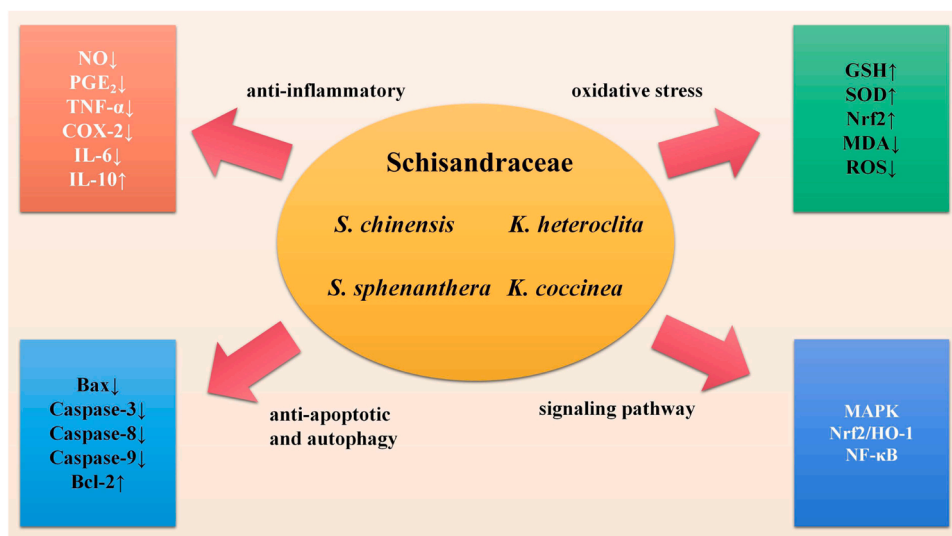 NO↓
PGE₂↓
TNF-α↓
COX-2↓
IL-6↓
IL-10↑
anti-inflammatory
oxidative stress
GSH↑
SOD↑
Nrf2↑
MDA↓
ROS↓
Schisandraceae
S. chinensis K. heteroclita
S. sphenanthera K. coccinea
Bax↓
Caspase-3↓
Caspase-8↓
Caspase-9↓
Bcl-2↑
anti-apoptotic
and autophagy
signaling pathway
MAPK
Nrf2/HO-1
NF-κB